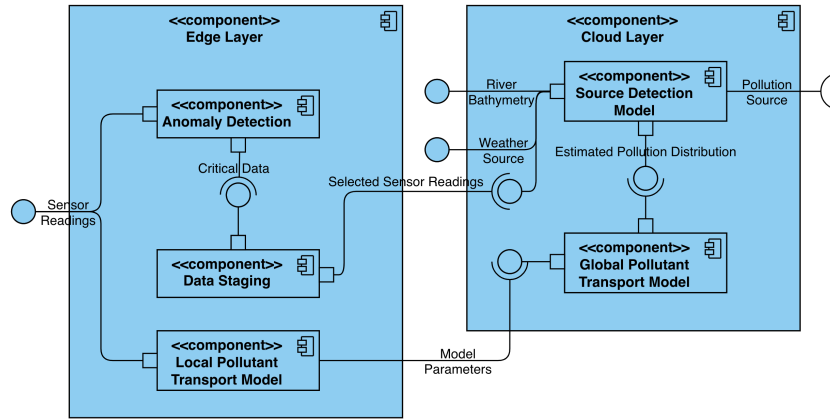 <<component>>
Edge Layer
<<component>>
Anomaly Detection
Critical Data
Sensor
Readings
<<component>>
Data Staging
<<component>>
Local Pollutant
Transport Model
Selected Sensor Readings
Model
Parameters
<<component>>
Cloud Layer
River
Bathymetry
Weather
Source
<<component>>
Source Detection
Model
Pollution
Source
Estimated Pollution Distribution
<<component>>
Global Pollutant
Transport Model